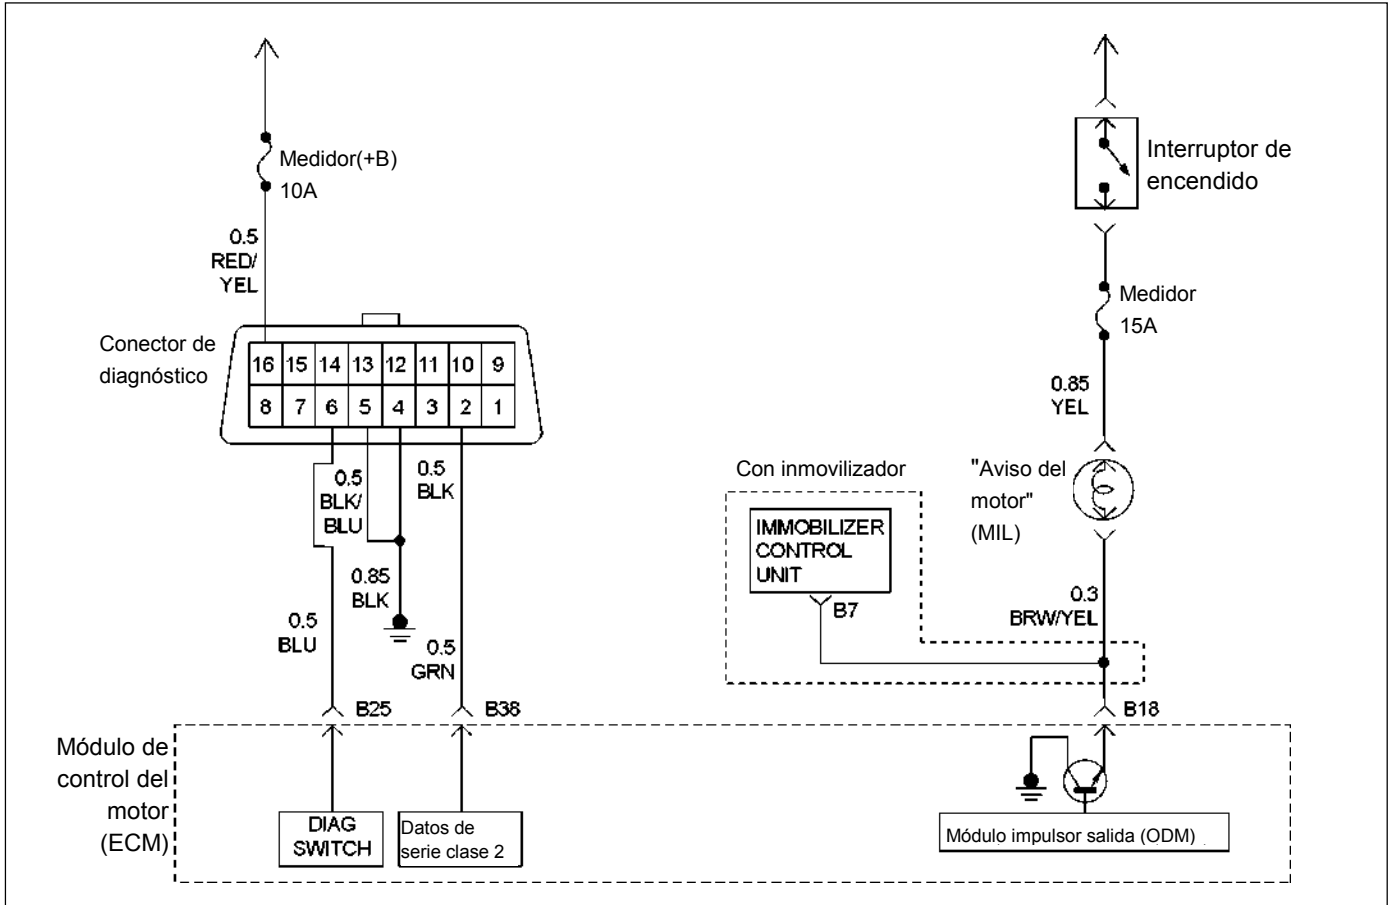 Medidor(+B)
10A
Interruptor de
encendido
0.5
RED/
YEL
Medidor
15A
Conector de
diagnóstico
16 15 14 13 12 11 10 9
8 7 6 5 4 3 2 1
0.85
YEL
0.5
BLK/
BLU
0.5
BLK
Con inmovilizador
"Aviso del
motor"
(MIL)
IMMOBILIZER
CONTROL
UNIT
B7
0.85
BLK
0.3
BRW/YEL
0.5
BLU
0.5
GRN
B25
B38
B18
Módulo de
control del
motor
(ECM)
DIAG
SWITCH
Datos de
serie clase 2
Módulo impulsor salida (ODM)